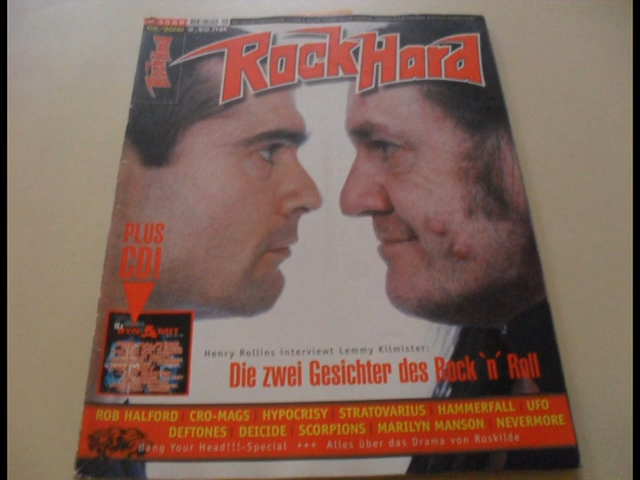 RockHard
PLUS
CD!
DYNAMIT
Henry Rollins interviewt Lemmy Kilmister:
Die zwei Gesichter des Rock 'n' Roll
ROB HALFORD | CRO-MAGS | HYPOCRISY | STRATOVARIUS | HAMMERFALL | UFO
DEFTONES | DEICIDE | SCORPIONS | MARILYN MANSON | NEVERMORE
Bang Your Head!!!-Special +++ Alles über das Drama von Roskilde